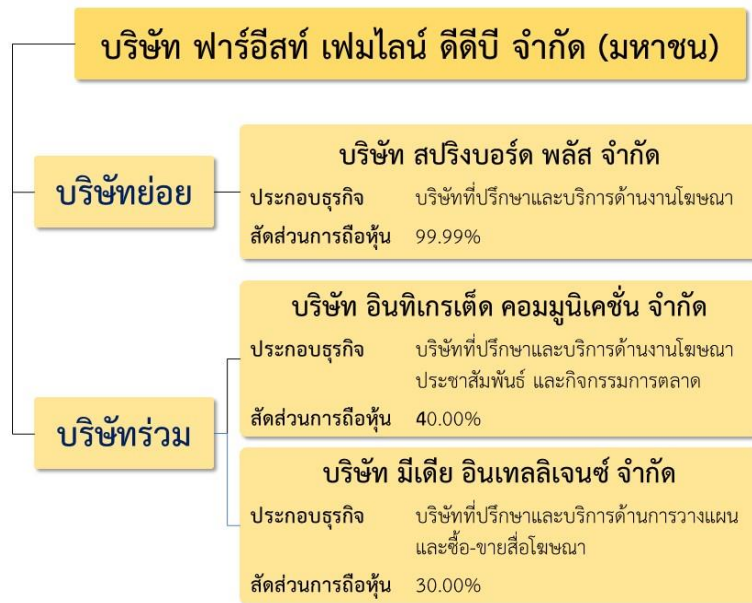 บริษัท ฟาร์อีสท์ เฟมไลน์ ดีดีบี จำกัด (มหาชน)
บริษัทย่อย
บริษัท สปริงบอร์ด พลัส จำกัด
ประกอบธุรกิจ บริษัทที่ปรึกษาและบริการด้านงานโฆษณา
สัดส่วนการถือหุ้น 99.99%
บริษัทร่วม
บริษัท อินทิเกรเต็ด คอมมูนิเคชั่น จำกัด
ประกอบธุรกิจ บริษัทที่ปรึกษาและบริการด้านงานโฆษณา
ประชาสัมพันธ์ และกิจกรรมการตลาด
สัดส่วนการถือหุ้น 40.00%
บริษัท มีเดีย อินเทลลิเจนซ์ จำกัด
ประกอบธุรกิจ บริษัทที่ปรึกษาและบริการด้านการวางแผน
และซื้อ-ขายสื่อโฆษณา
สัดส่วนการถือหุ้น 30.00%